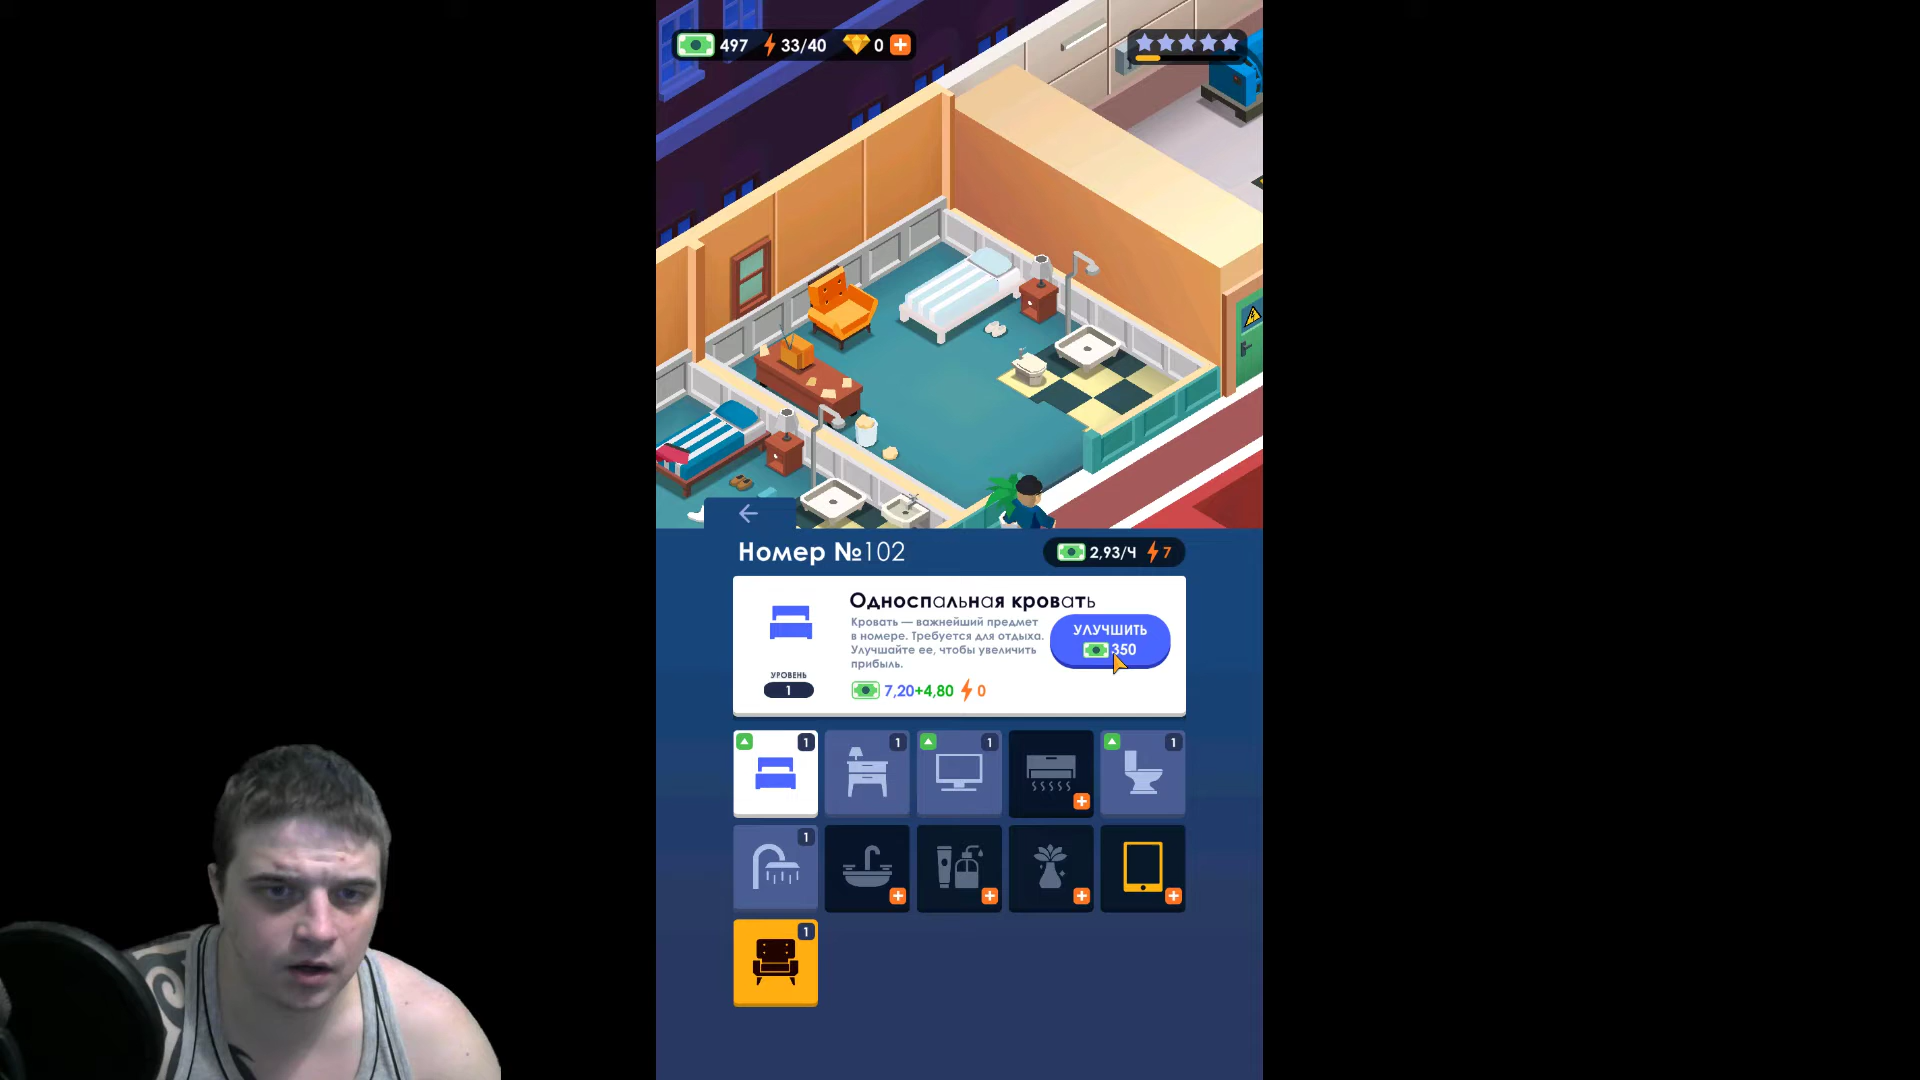 497 33/40 0
Номер №102
2,93/Ч 7
Односпальная кровать
Кровать — важнейший предмет
в номере. Требуется для отдыха.
Улучшайте ее, чтобы увеличить
прибыль.
УЛУЧШИТЬ
350
УРОВЕНЬ
1
7,20+4,80 0
1 1 1 1
1
1